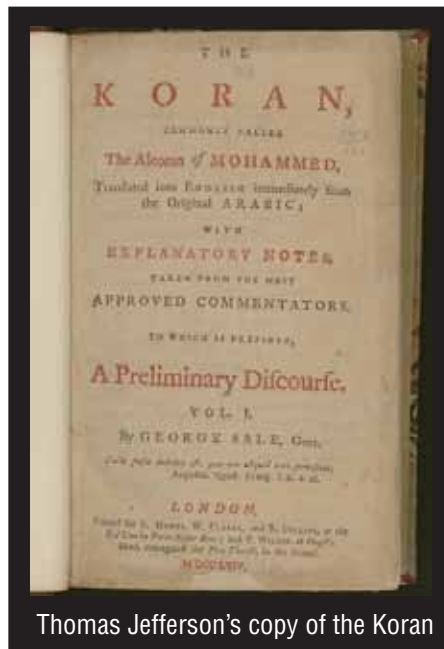 THE
KORAN,
COMMONLY CALLED
The Alcoran of MOHAMMED,
Tranſlated into ENGLISH immediately from
the Original ARABIC;
WITH
EXPLANATORY NOTES,
TAKEN FROM THE MOST
APPROVED COMMENTATORS.
TO WHICH IS PREFIXED,
A Preliminary Diſcourſe.
VOL. I.
By GEORGE SALE, Gent.
LONDON,
MDCCLXIV.
Thomas Jefferson's copy of the Koran